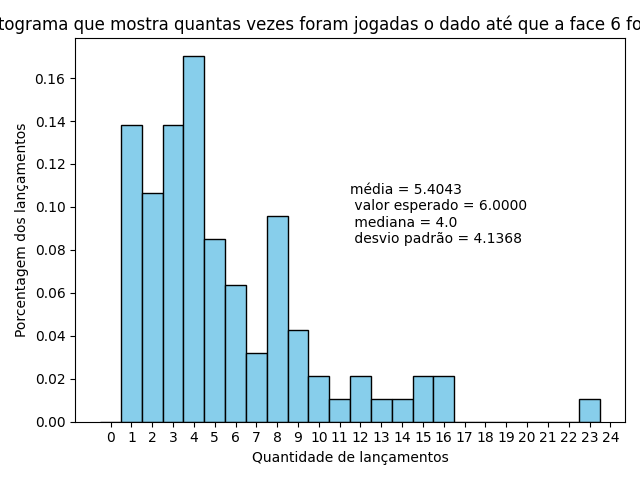 tograma que mostra quantas vezes foram jogadas o dado até que a face 6 fo
0.16
0.14
0.12
0.10
0.08
0.06
0.04
0.02
0.00
Porcentagem dos lançamentos
média = 5.4043
valor esperado = 6.0000
mediana = 4.0
desvio padrão = 4.1368
0 1 2 3 4 5 6 7 8 9 10 11 12 13 14 15 16 17 18 19 20 21 22 23 24
Quantidade de lançamentos